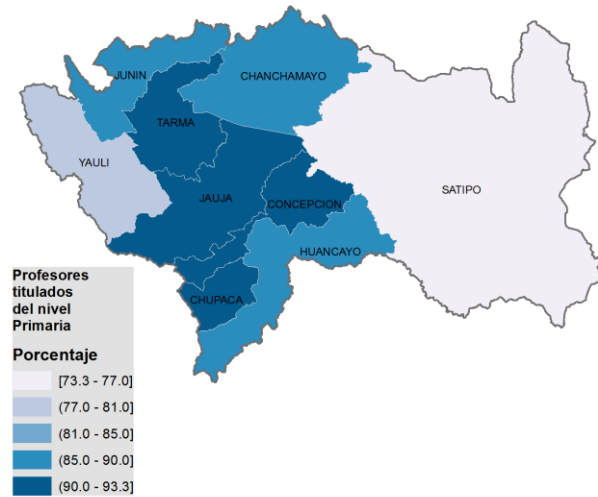 JUNIN
CHANCHAMAYO
TARMA
YAULI
SATIPO
JAUJA
CONCEPCION
HUANCAYO
CHUPACA
Profesores
titulados
del nivel
Primaria
Porcentaje
[73.3 - 77.0]
(77.0 - 81.0]
(81.0 - 85.0]
(85.0 - 90.0]
(90.0 - 93.3]